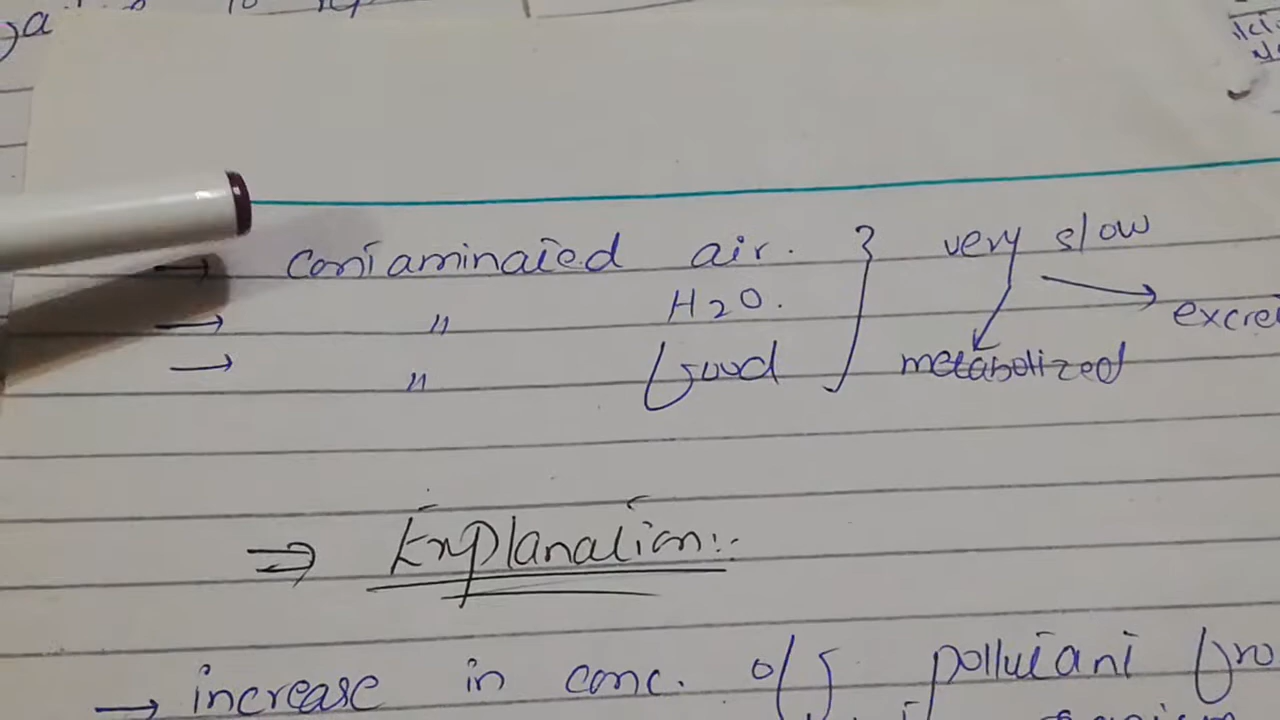 → contaminated air. } very slow
→ " H2O. → excre
→ " food } metabolized
⇒ Explanation:-
→ increase in conc. of pollutant fro